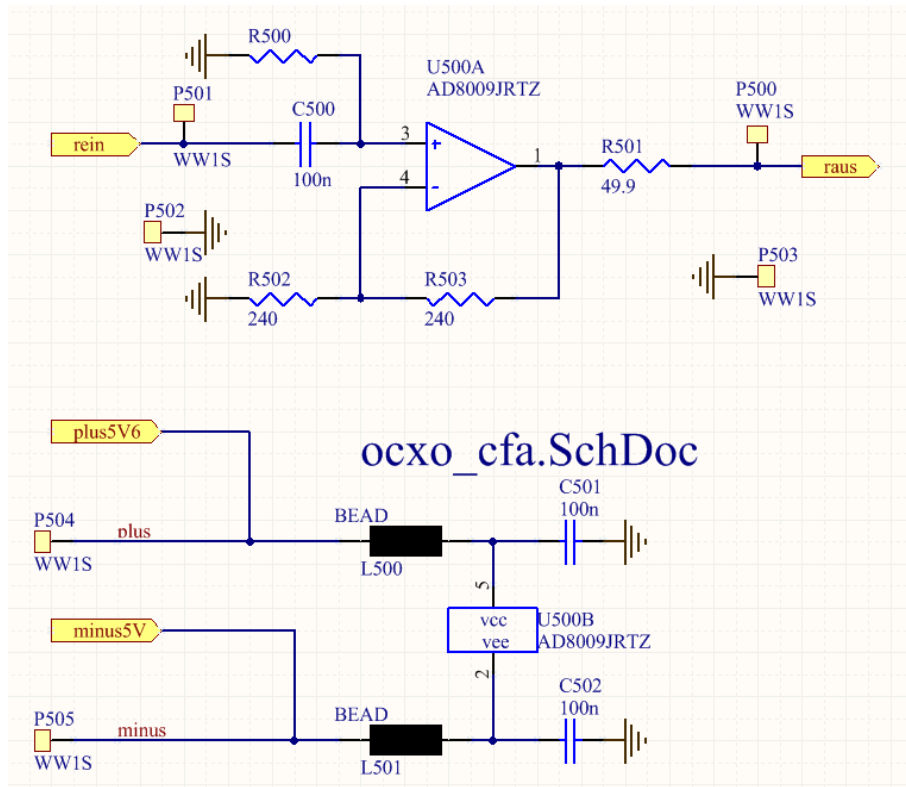 R500
U500A
AD8009JRTZ
P501
C500
P500
WW1S
rein
WW1S
100n
3
+
4
-
1
R501
49.9
raus
P502
WW1S
R502
240
R503
240
P503
WW1S
plus5V6
ocxo_cfa.SchDoc
P504
plus
WW1S
BEAD
L500
C501
100n
5
vcc
vee
U500B
AD8009JRTZ
2
minus5V
P505
minus
WW1S
BEAD
L501
C502
100n